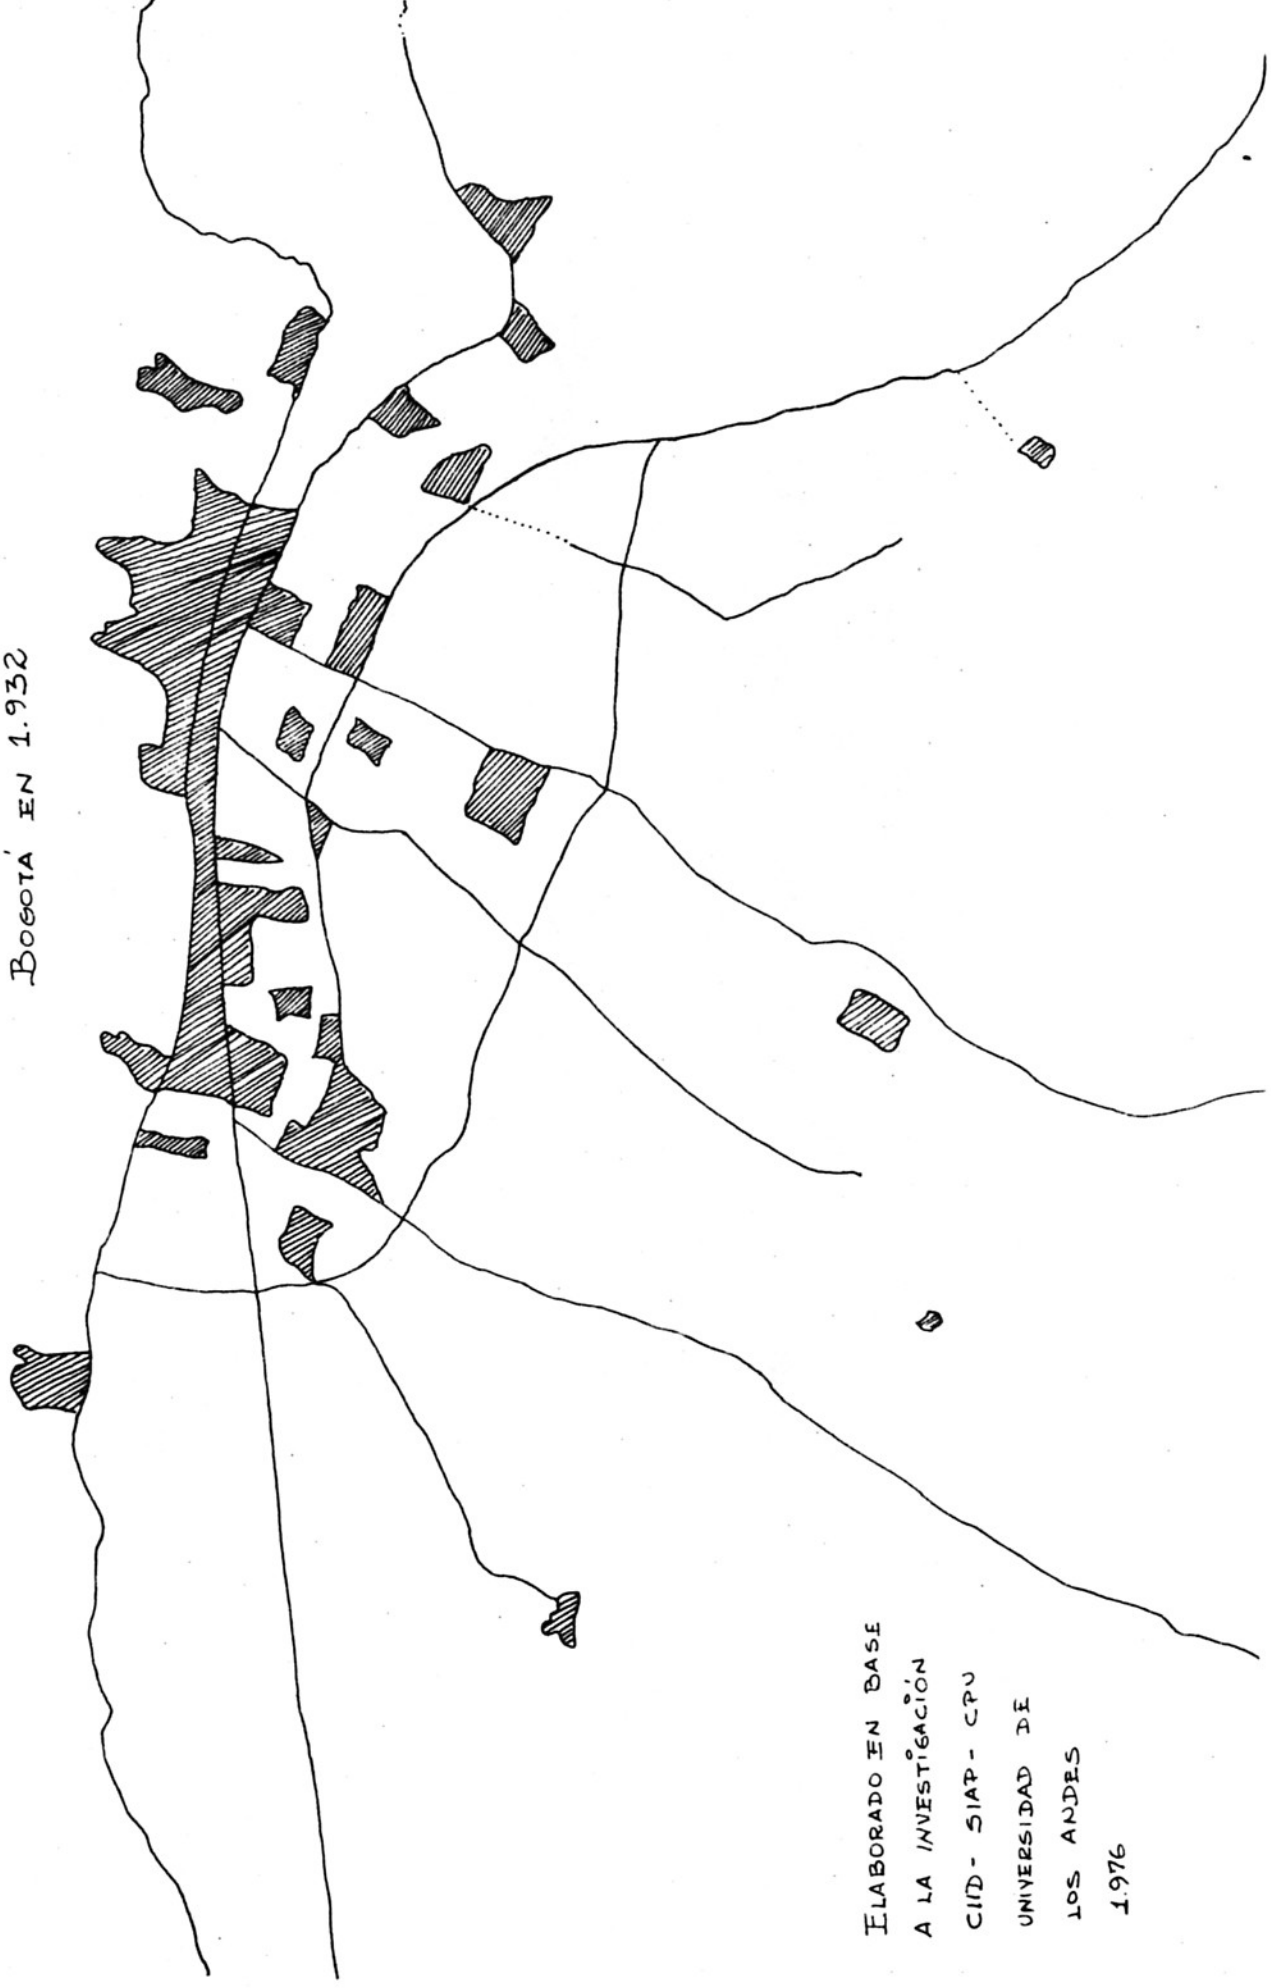 BOGOTÁ EN 1.932
ELABORADO EN BASE
A LA INVESTIGACIÓN
CIID - SIAP - CPU
UNIVERSIDAD DE
LOS ANDES
1.976